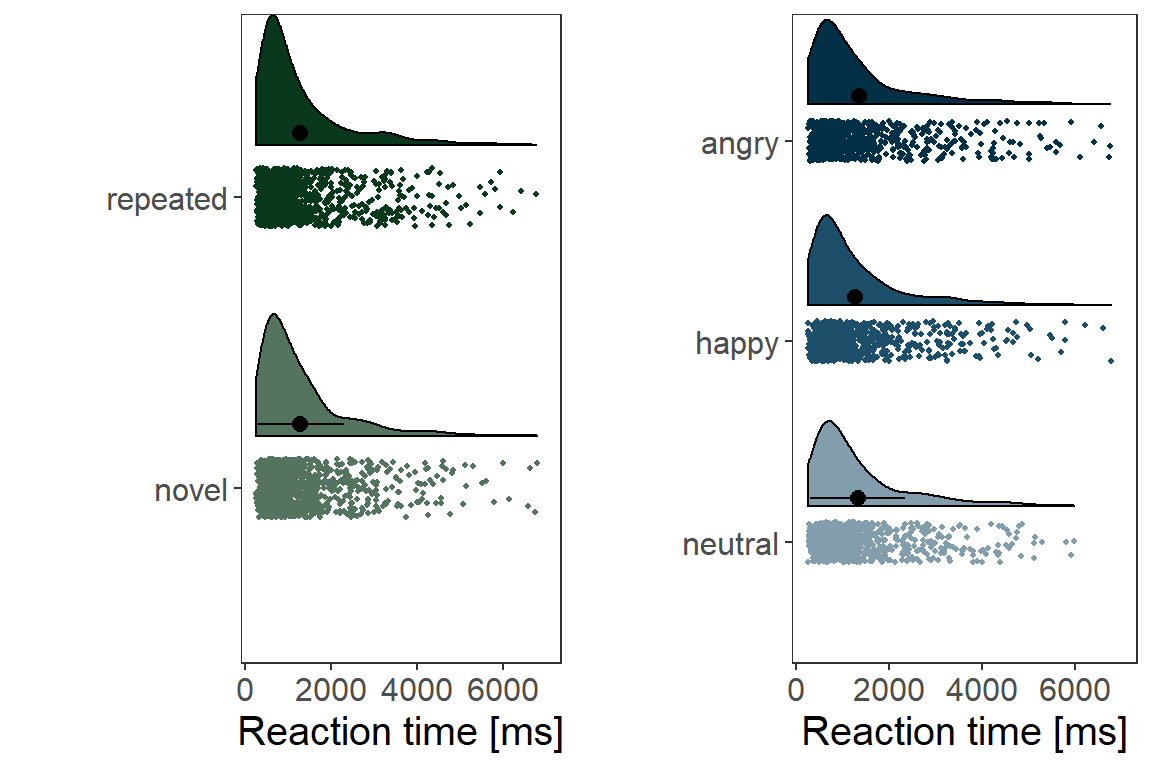 repeated
novel
0 2000 4000 6000
Reaction time [ms]
angry
happy
neutral
0 2000 4000 6000
Reaction time [ms]